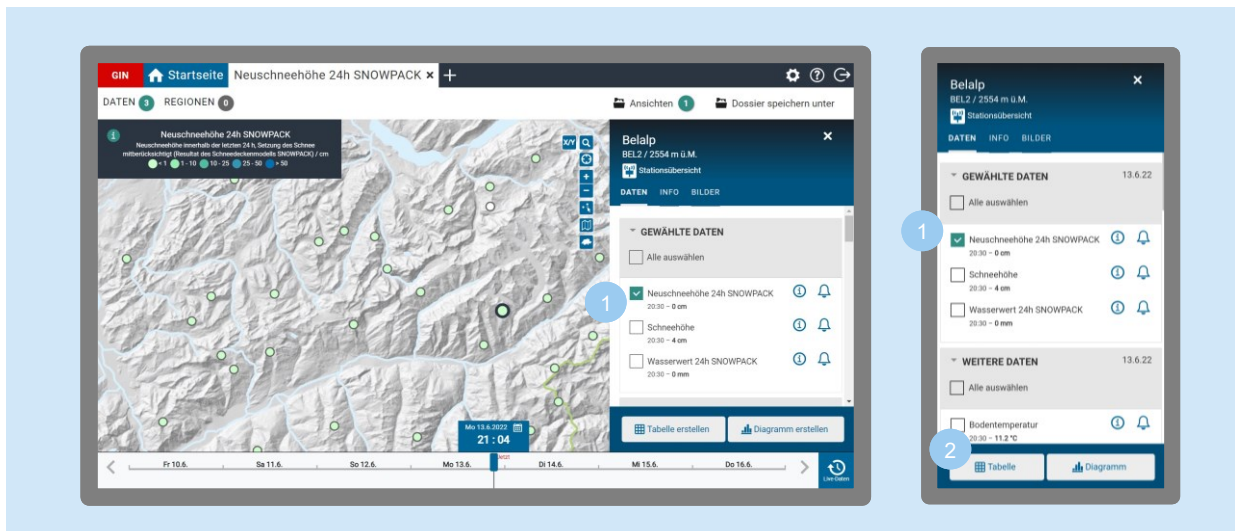 GIN Startseite Neuschneehöhe 24h SNOWPACK × +
DATEN 3 REGIONEN 0 Ansichten 1 Dossier speichern unter
i Neuschneehöhe 24h SNOWPACK
Neuschneehöhe innerhalb der letzten 24 h, Setzung des Schnee
mitberücksichtigt (Resultat des Schneedeckenmodells SNOWPACK) / cm
< 1 1 - 10 10 - 25 25 - 50 > 50
X/Y
Belalp ×
BEL2 / 2554 m ü.M.
Stationsübersicht
DATEN INFO BILDER
GEWÄHLTE DATEN
Alle auswählen
1
Neuschneehöhe 24h SNOWPACK
20:30 – 0 cm
Schneehöhe
20:30 – 4 cm
Wasserwert 24h SNOWPACK
20:30 – 0 mm
Tabelle erstellen Diagramm erstellen
Mo 13.6.2022
21 : 04
Jetzt
Fr 10.6. Sa 11.6. So 12.6. Mo 13.6. Di 14.6. Mi 15.6. Do 16.6.
Live-Daten
Belalp ×
BEL2 / 2554 m ü.M.
Stationsübersicht
DATEN INFO BILDER
GEWÄHLTE DATEN 13.6.22
Alle auswählen
1
Neuschneehöhe 24h SNOWPACK
20:30 – 0 cm
Schneehöhe
20:30 – 4 cm
Wasserwert 24h SNOWPACK
20:30 – 0 mm
WEITERE DATEN 13.6.22
Alle auswählen
Bodentemperatur
20:30 – 11.2 °C
2
Tabelle Diagramm